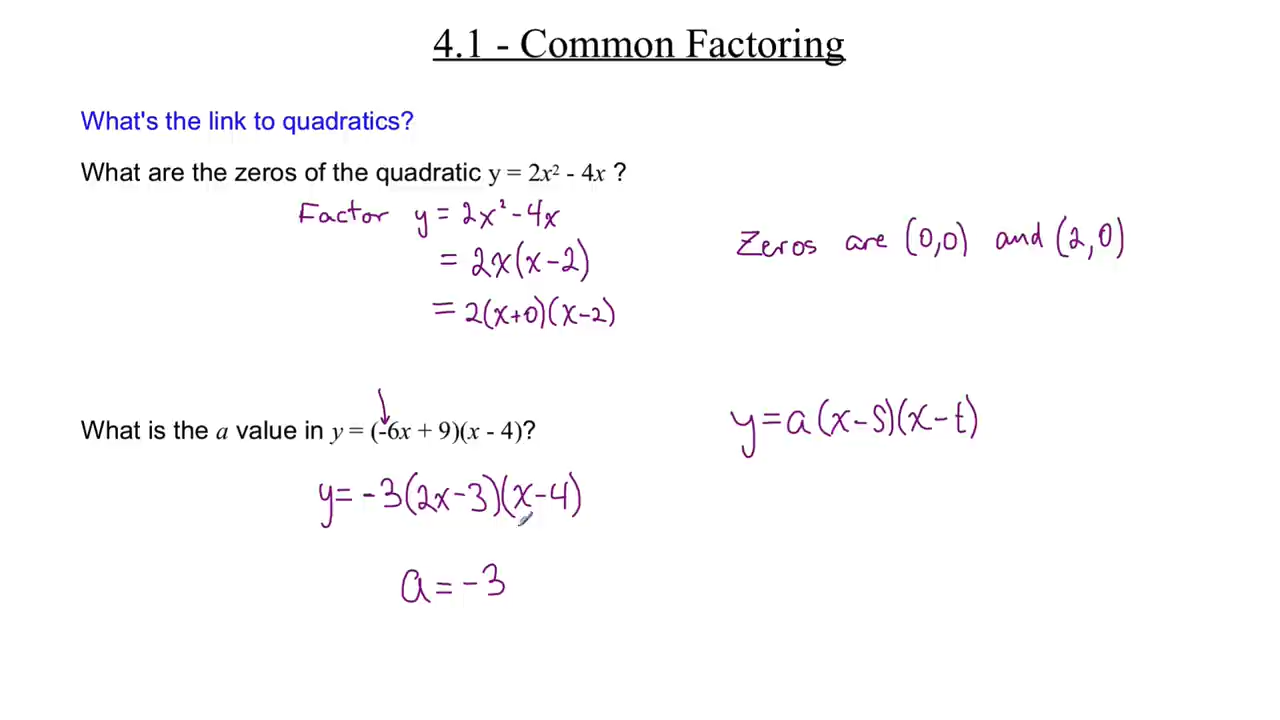 4.1 - Common Factoring
What's the link to quadratics?
What are the zeros of the quadratic y = 2x² - 4x ?
Factor y = 2x² - 4x
= 2x(x-2)
= 2(x+0)(x-2)
Zeros are (0,0) and (2,0)
What is the a value in y = (-6x + 9)(x - 4)?
y = a(x-s)(x-t)
y = -3(2x-3)(x-4)
a = -3